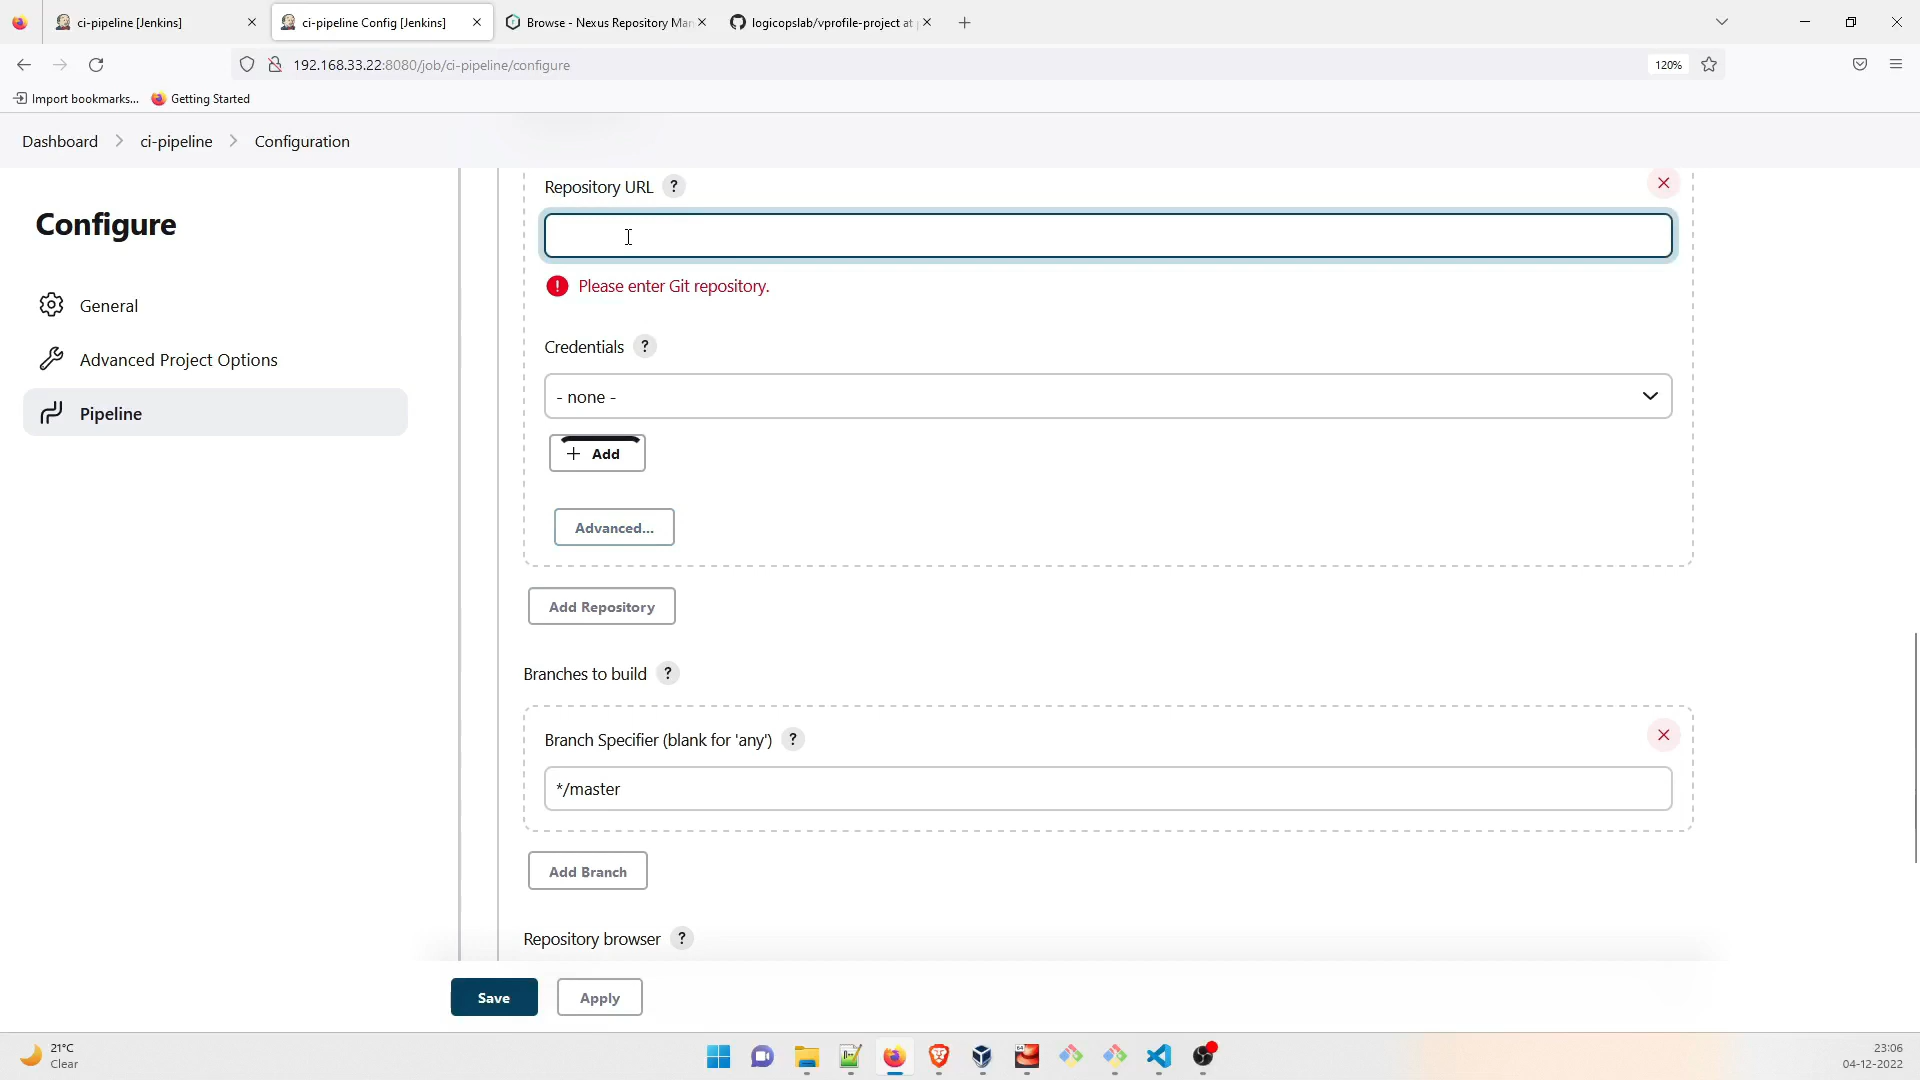 ci-pipeline [Jenkins]
ci-pipeline Config [Jenkins]
Browse - Nexus Repository Man
logicopslab/vprofile-project at
192.168.33.22:8080/job/ci-pipeline/configure
120%
Import bookmarks...
Getting Started
Dashboard
ci-pipeline
Configuration
Configure
General
Advanced Project Options
Pipeline
Repository URL ?
! Please enter Git repository.
Credentials ?
- none -
+ Add
Advanced...
Add Repository
Branches to build ?
Branch Specifier (blank for 'any') ?
*/master
Add Branch
Repository browser ?
Save
Apply
21°C
Clear
64
23:06
04-12-2022